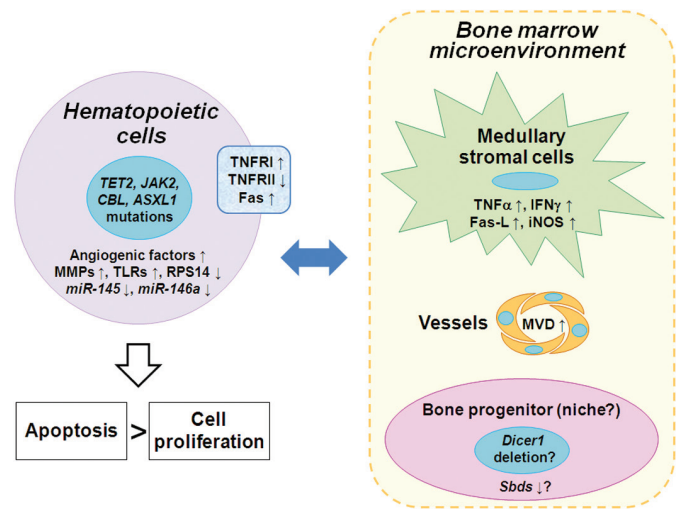 Hematopoietic
cells
TET2, JAK2,
CBL, ASXL1
mutations
TNFRI ↑
TNFRII ↓
Fas ↑
Angiogenic factors ↑
MMPs ↑, TLRs ↑, RPS14 ↓
miR-145 ↓, miR-146a ↓
Apoptosis > Cell
proliferation
Bone marrow
microenvironment
Medullary
stromal cells
TNFα ↑, IFNγ ↑
Fas-L ↑, iNOS ↑
Vessels MVD ↑
Bone progenitor (niche?)
Dicer1
deletion?
Sbds ↓?